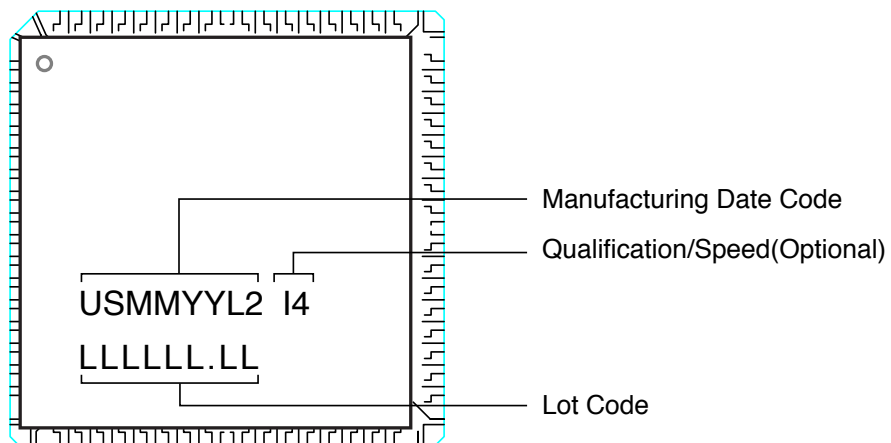 Manufacturing Date Code
Qualification/Speed(Optional)
USMMYYL2 I4
LLLLLL.LL
Lot Code